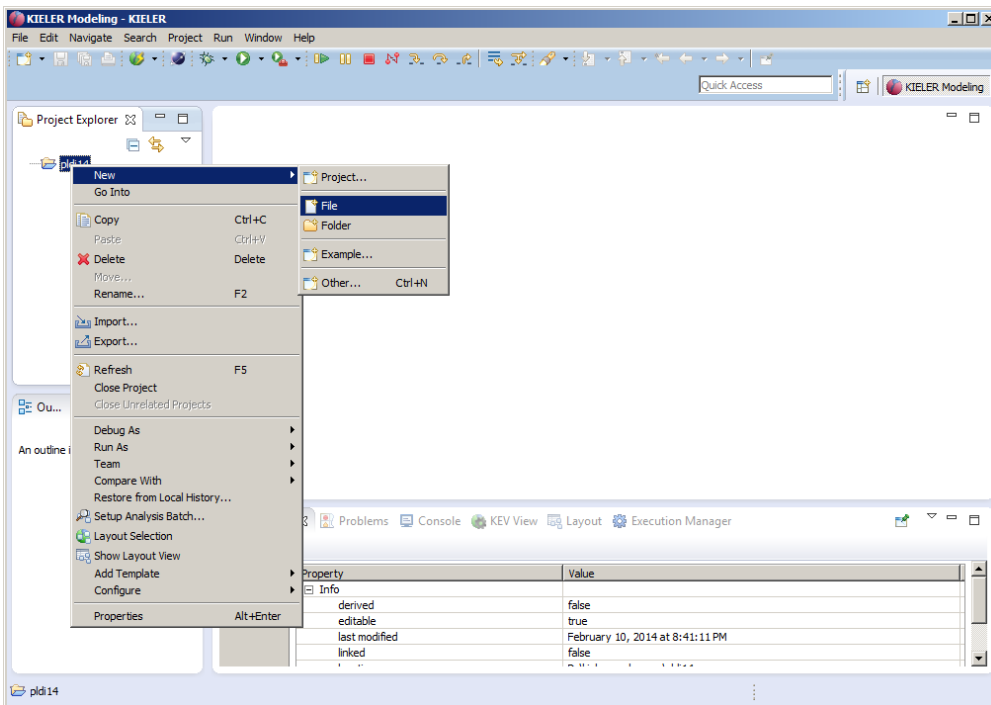 KIELER Modeling - KIELER
File Edit Navigate Search Project Run Window Help
Quick Access
KIELER Modeling
Project Explorer
pldi14
New
Go Into
Copy Ctrl+C
Paste Ctrl+V
Delete Delete
Move...
Rename... F2
Import...
Export...
Refresh F5
Close Project
Close Unrelated Projects
Debug As
Run As
Team
Compare With
Restore from Local History...
Setup Analysis Batch...
Layout Selection
Show Layout View
Add Template
Configure
Properties Alt+Enter
Project...
File
Folder
Example...
Other... Ctrl+N
Ou...
An outline i
Problems Console KEV View Layout Execution Manager
Property Value
Info
derived false
editable true
last modified February 10, 2014 at 8:41:11 PM
linked false
pldi14